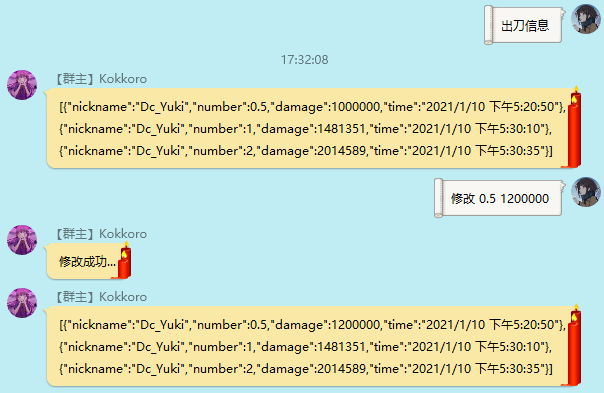 出刀信息
17:32:08
【群主】Kokkoro
[{"nickname":"Dc_Yuki","number":0.5,"damage":1000000,"time":"2021/1/10 下午5:20:50"},
{"nickname":"Dc_Yuki","number":1,"damage":1481351,"time":"2021/1/10 下午5:30:10"},
{"nickname":"Dc_Yuki","number":2,"damage":2014589,"time":"2021/1/10 下午5:30:35"}]
修改 0.5 1200000
【群主】Kokkoro
修改成功...
【群主】Kokkoro
[{"nickname":"Dc_Yuki","number":0.5,"damage":1200000,"time":"2021/1/10 下午5:20:50"},
{"nickname":"Dc_Yuki","number":1,"damage":1481351,"time":"2021/1/10 下午5:30:10"},
{"nickname":"Dc_Yuki","number":2,"damage":2014589,"time":"2021/1/10 下午5:30:35"}]